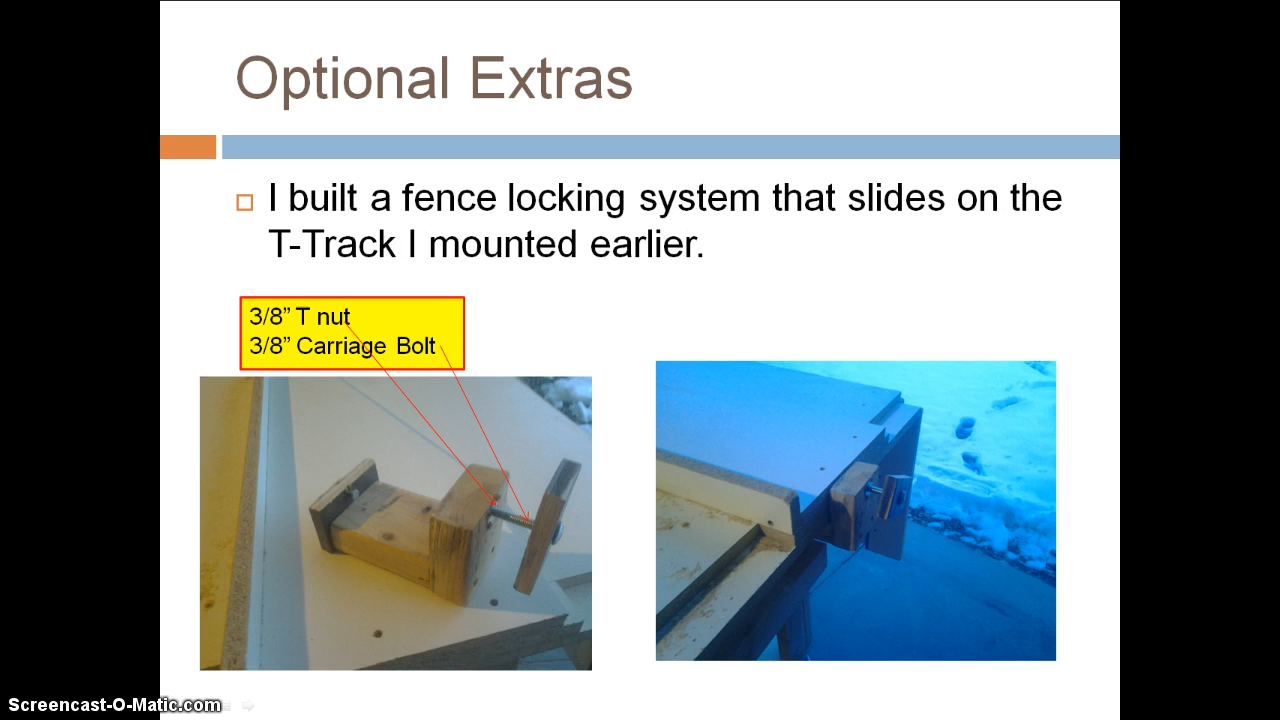 Optional Extras
I built a fence locking system that slides on the
T-Track I mounted earlier.
3/8” T nut
3/8” Carriage Bolt
Screencast-O-Matic.com